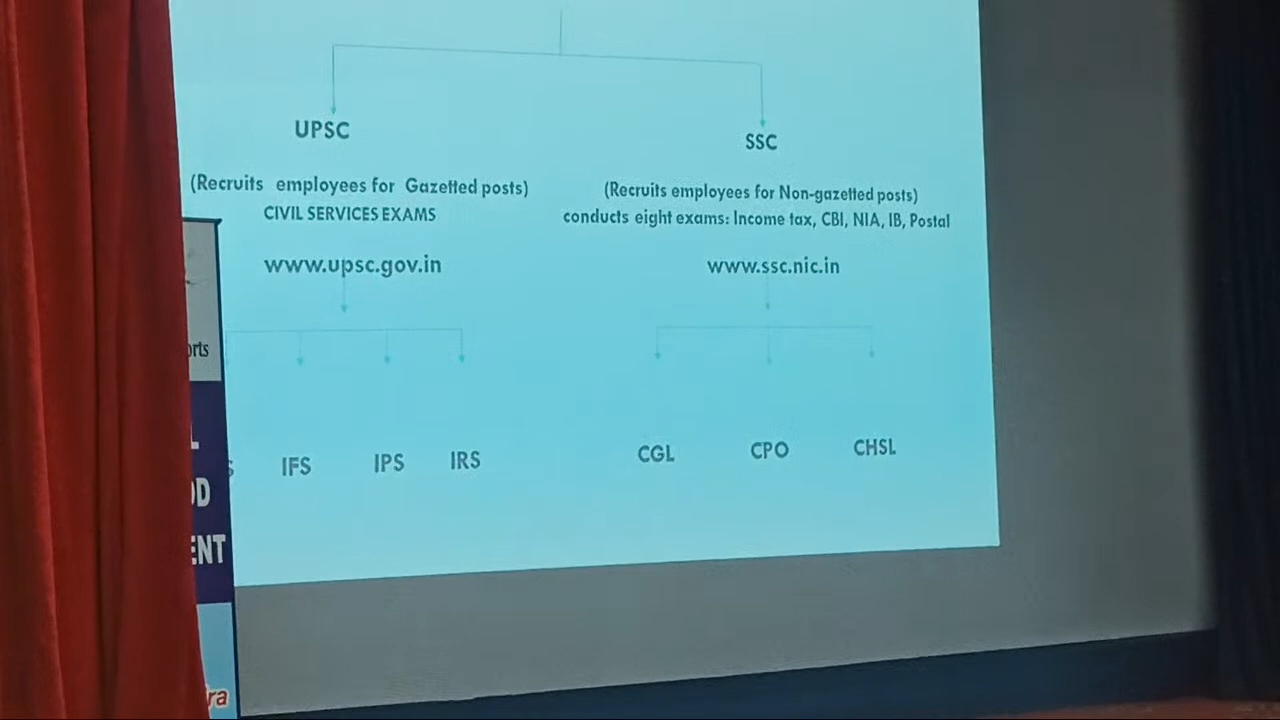 UPSC
SSC
(Recruits employees for Gazetted posts)
(Recruits employees for Non-gazetted posts)
CIVIL SERVICES EXAMS
conducts eight exams: Income tax, CBI, NIA, IB, Postal
www.upsc.gov.in
www.ssc.nic.in
IFS IPS IRS
CGL CPO CHSL